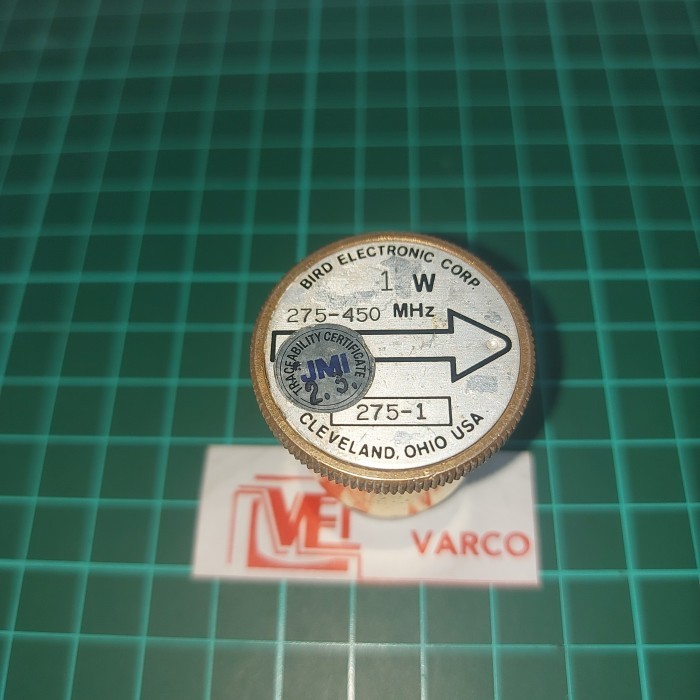 BIRD ELECTRONIC CORP.
1 W
275-450 MHz
TRACEABILITY CERTIFICATE
JMI
2.3.
275-1
CLEVELAND, OHIO USA
VARCO